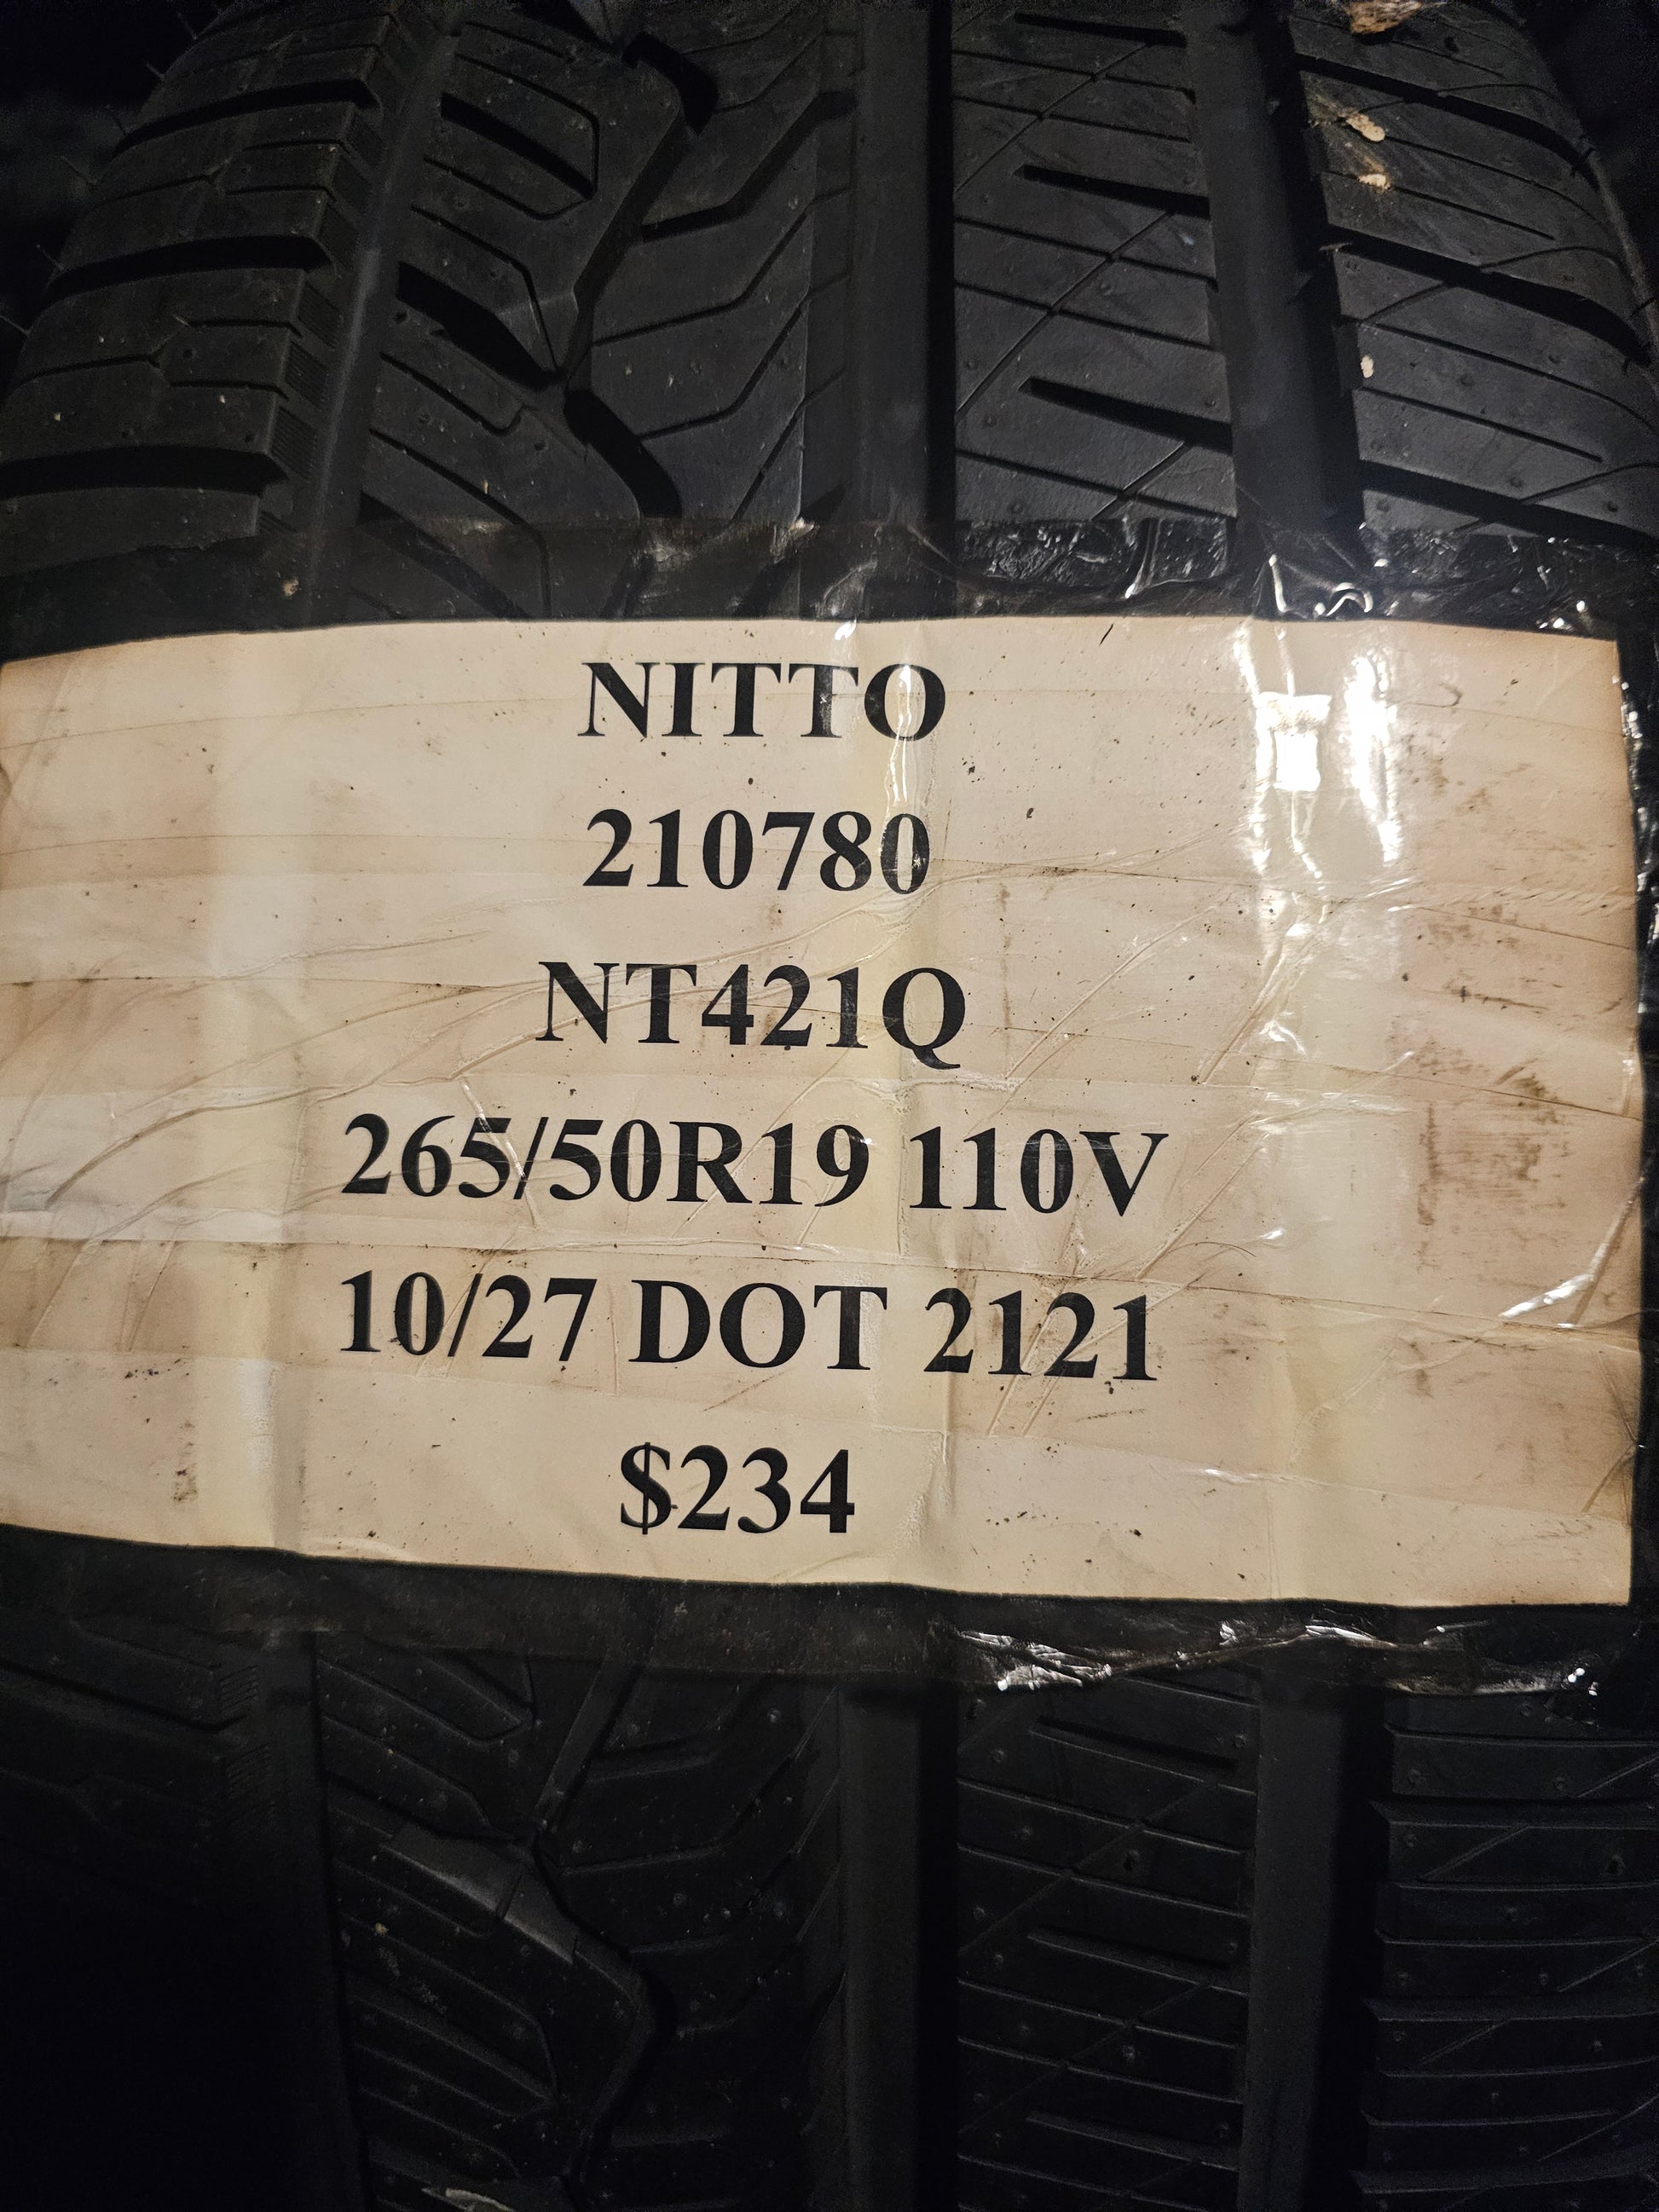 NITTO
210780
NT421Q
265/50R19 110V
10/27 DOT 2121
$234